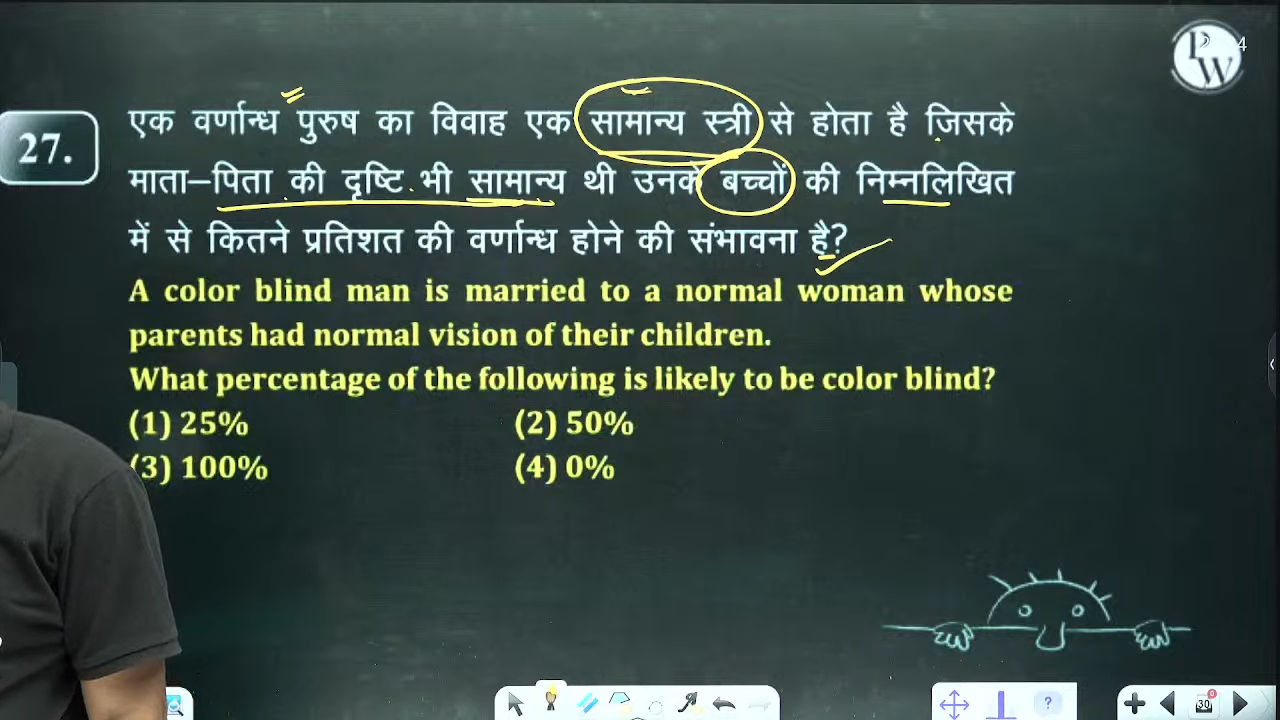 PW
4
27.
एक वर्णान्ध पुरुष का विवाह एक सामान्य स्त्री से होता है जिसके
माता–पिता की दृष्टि भी सामान्य थी उनके बच्चों की निम्नलिखित
में से कितने प्रतिशत की वर्णान्ध होने की संभावना है?
A color blind man is married to a normal woman whose
parents had normal vision of their children.
What percentage of the following is likely to be color blind?
(1) 25% (2) 50%
(3) 100% (4) 0%
30